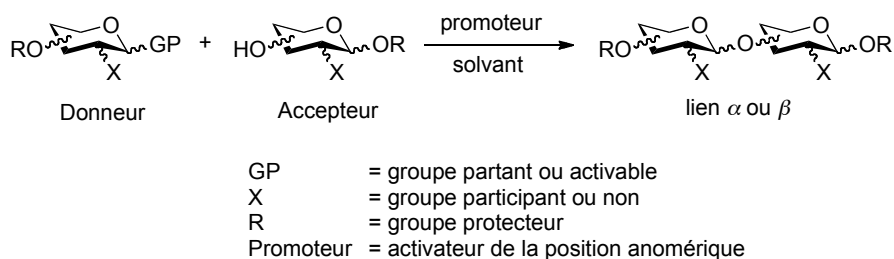 RO O GP X + HO O OR X promoteur solvant RO O X O O X OR
Donneur Accepteur lien α ou β
GP = groupe partant ou activable
X = groupe participant ou non
R = groupe protecteur
Promoteur = activateur de la position anomérique